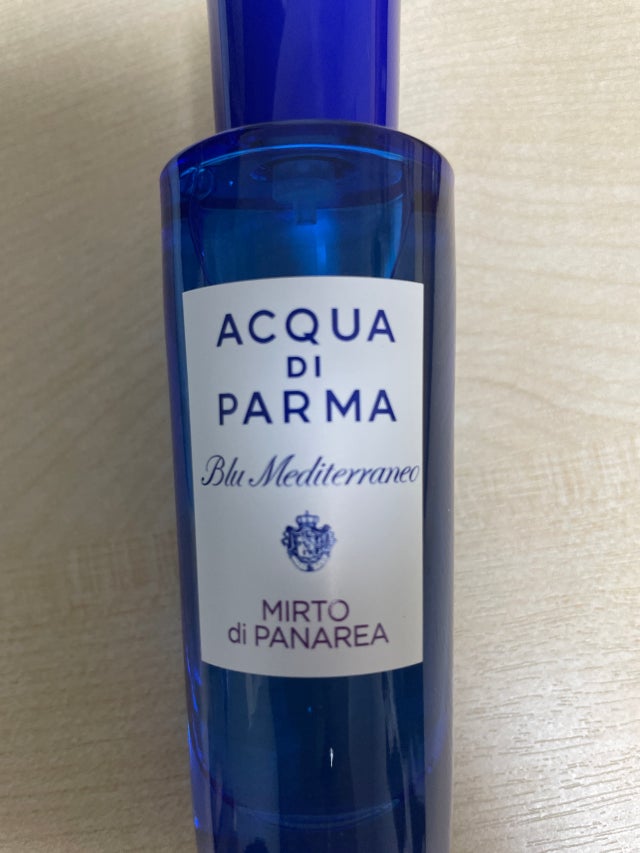 ACQUA
DI
PARMA
Blu Mediterraneo
MIRTO
di PANAREA